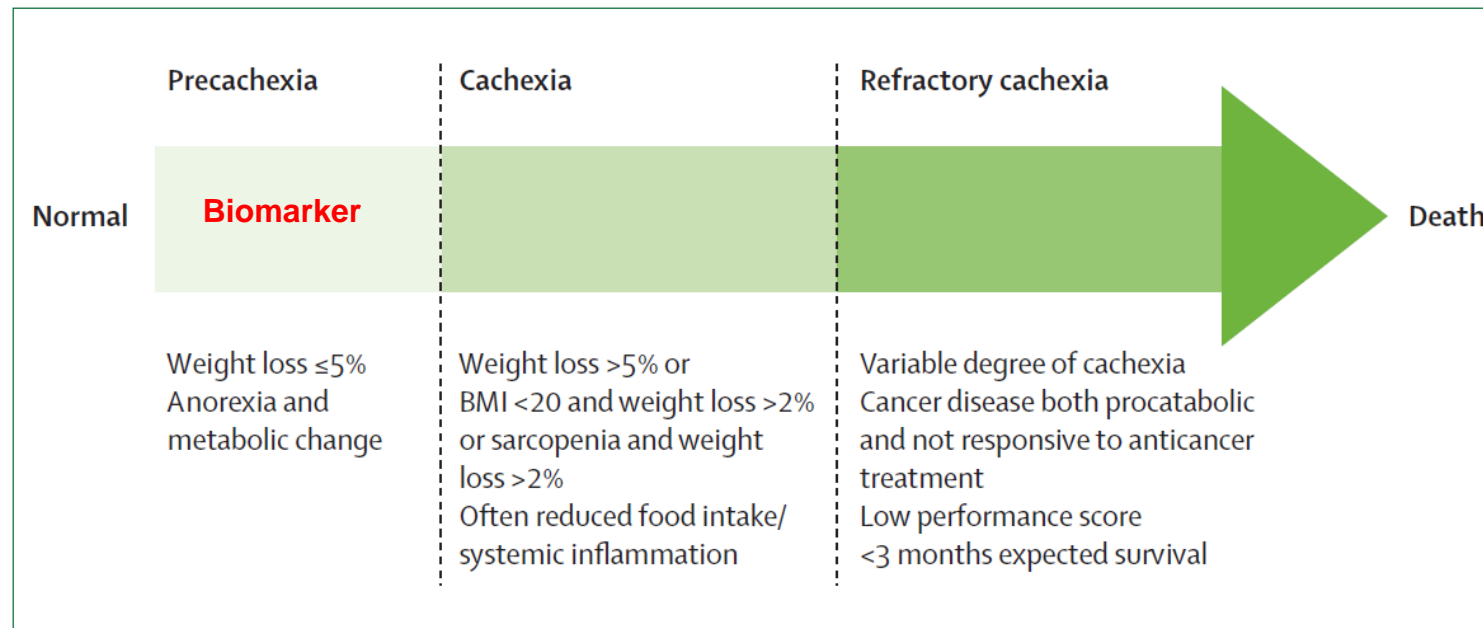 Precachexia
Cachexia
Refractory cachexia
Normal
Biomarker
Death
Weight loss ≤5%
Anorexia and
metabolic change
Weight loss >5% or
BMI <20 and weight loss >2%
or sarcopenia and weight
loss >2%
Often reduced food intake/
systemic inflammation
Variable degree of cachexia
Cancer disease both procatabolic
and not responsive to anticancer
treatment
Low performance score
<3 months expected survival